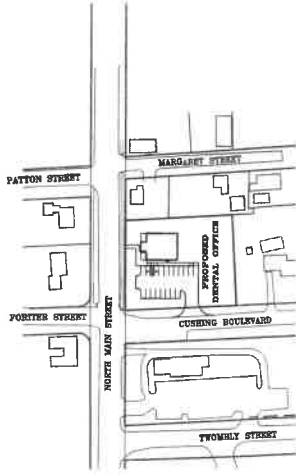 MARGARET STREET
PATTON STREET
PROPOSED
DENTAL OFFICE
NORTH MAIN STREET
FORTIER STREET
CUSHING BOULEVARD
TWOMBLY STREET